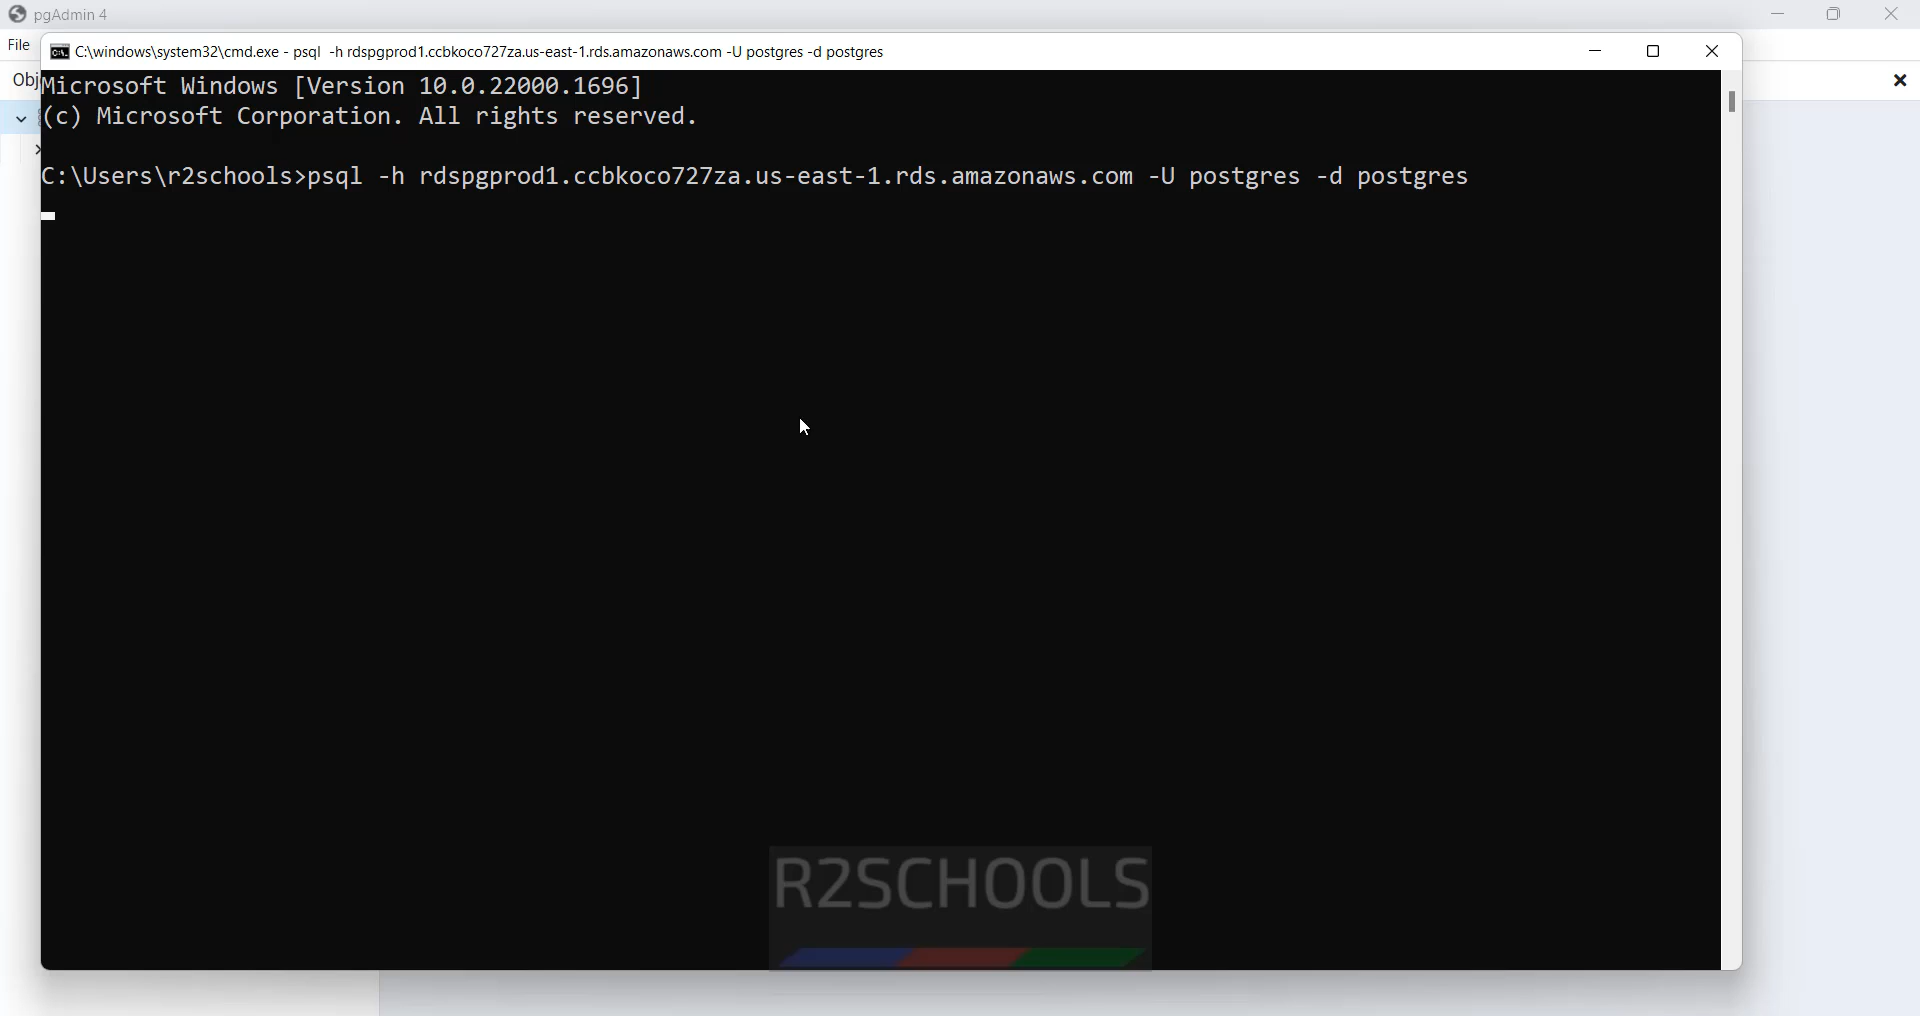 pgAdmin 4
File
C:\windows\system32\cmd.exe - psql -h rdspgprod1.ccbkoco727za.us-east-1.rds.amazonaws.com -U postgres -d postgres
Obj
Microsoft Windows [Version 10.0.22000.1696]
(c) Microsoft Corporation. All rights reserved.
C:\Users\r2schools>psql -h rdspgprod1.ccbkoco727za.us-east-1.rds.amazonaws.com -U postgres -d postgres
R2SCHOOLS